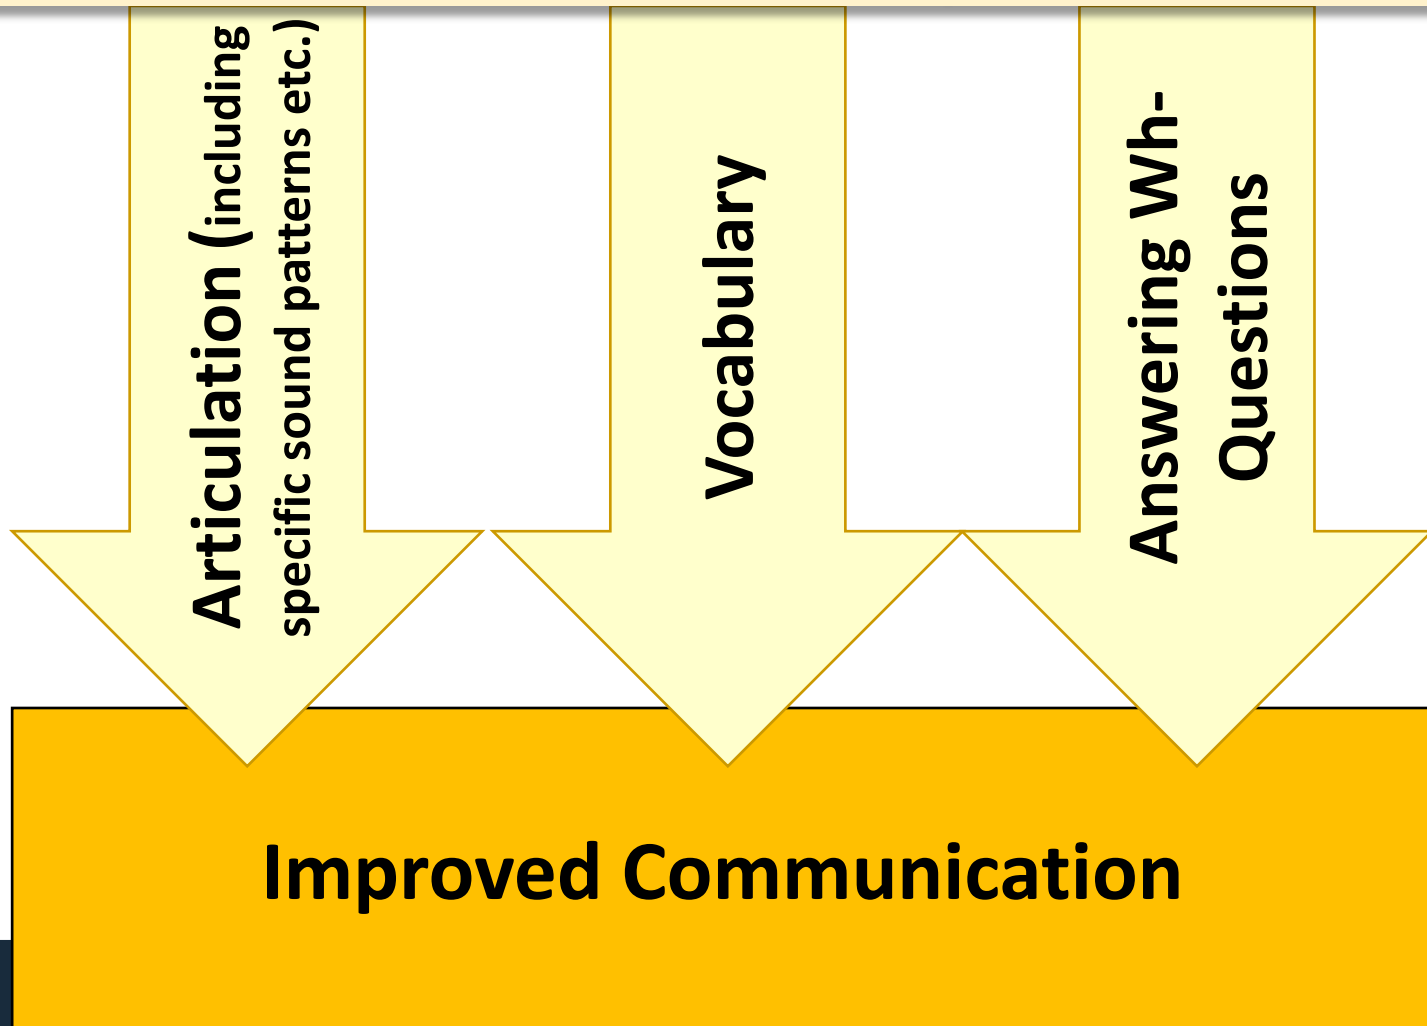 Articulation (including
specific sound patterns etc.)
Vocabulary
Answering Wh-
Questions
Improved Communication